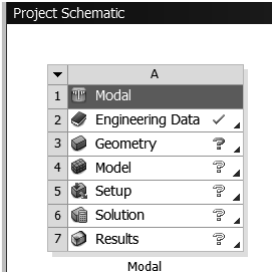 Project Schematic
A
1 Modal
2 Engineering Data ✓
3 Geometry ?
4 Model ?
5 Setup ?
6 Solution ?
7 Results ?
Modal